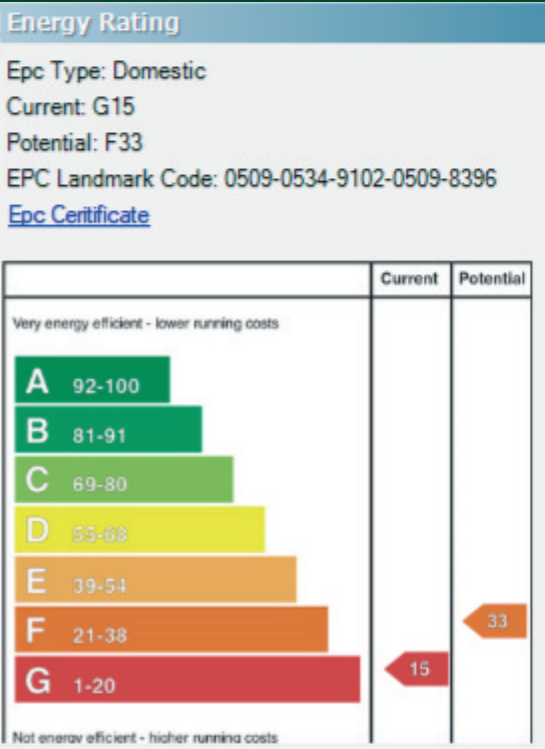 Energy Rating
Epc Type: Domestic
Current: G15
Potential: F33
EPC Landmark Code: 0509-0534-9102-0509-8396
Epc Ceritificate
Current Potential
Very energy efficient - lower running costs
A 92-100
B 81-91
C 69-80
D 55-68
E 39-54
F 21-38
33
G 1-20
15
Not energy efficient - higher running costs